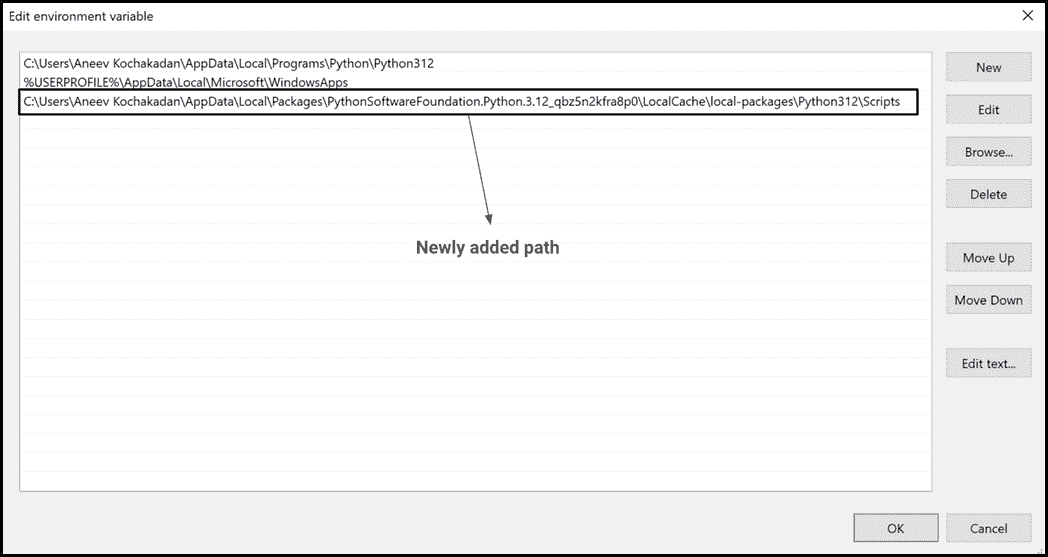 Edit environment variable
C:\Users\Aneev Kochakadan\AppData\Local\Programs\Python\Python312
%USERPROFILE%\AppData\Local\Microsoft\WindowsApps
C:\Users\Aneev Kochakadan\AppData\Local\Packages\PythonSoftwareFoundation.Python.3.12_qbz5n2kfra8p0\LocalCache\local-packages\Python312\Scripts
Newly added path
New
Edit
Browse...
Delete
Move Up
Move Down
Edit text...
OK
Cancel